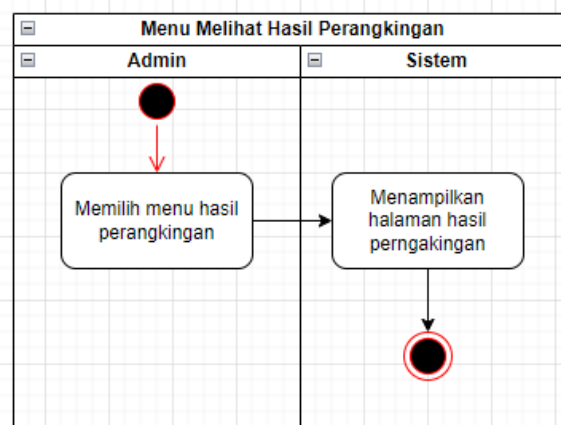 Menu Melihat Hasil Perangkingan
Admin
Sistem
Memilih menu hasil
perangkingan
Menampilkan
halaman hasil
perngakingan